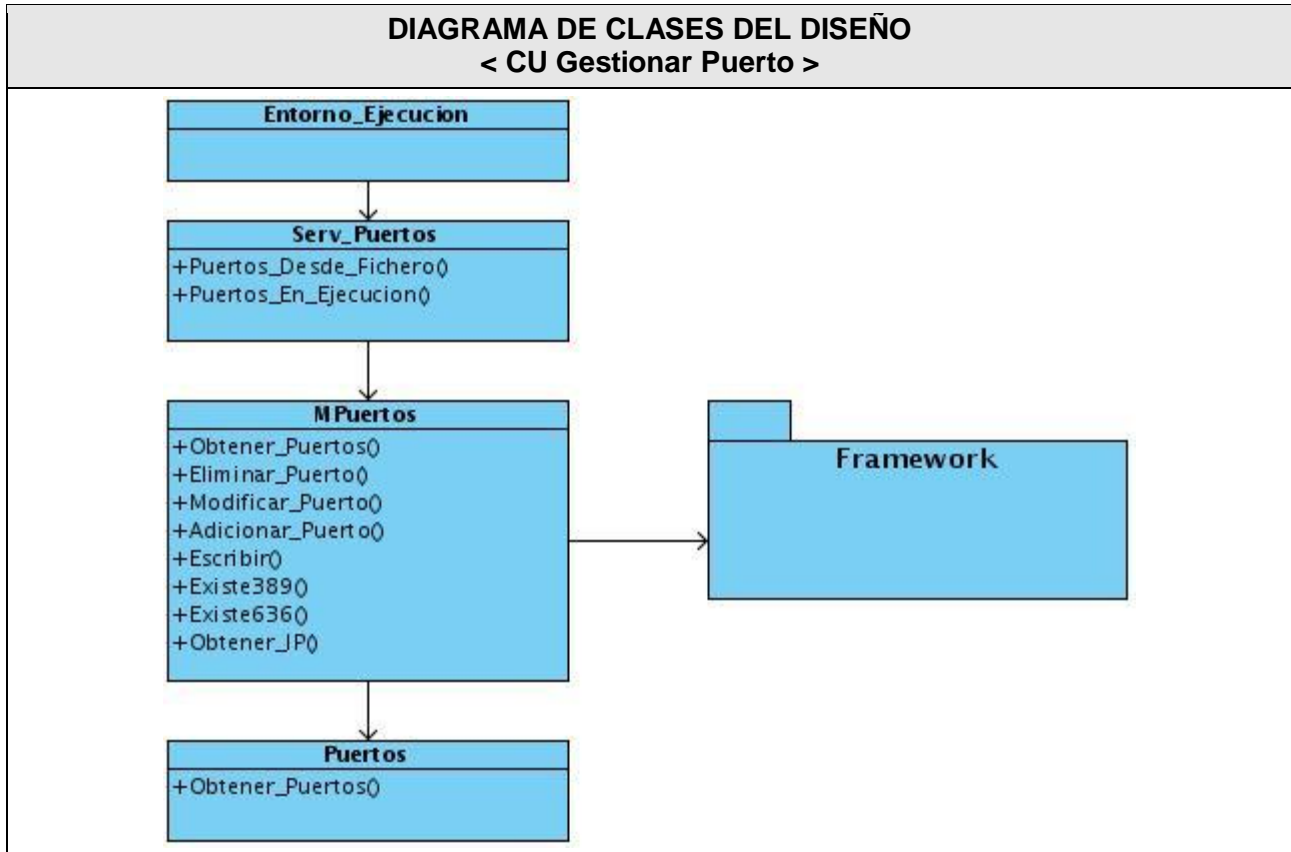 DIAGRAMA DE CLASES DEL DISEÑO
< CU Gestionar Puerto >
Entorno_Ejecucion
Serv_Puertos
+Puertos_Desde_Fichero()
+Puertos_En_Ejecucion()
MPuertos
+Obtener_Puertos()
+Eliminar_Puerto()
+Modificar_Puerto()
+Adicionar_Puerto()
+Escribir()
+Existe389()
+Existe636()
+Obtener_IP()
Framework
Puertos
+Obtener_Puertos()